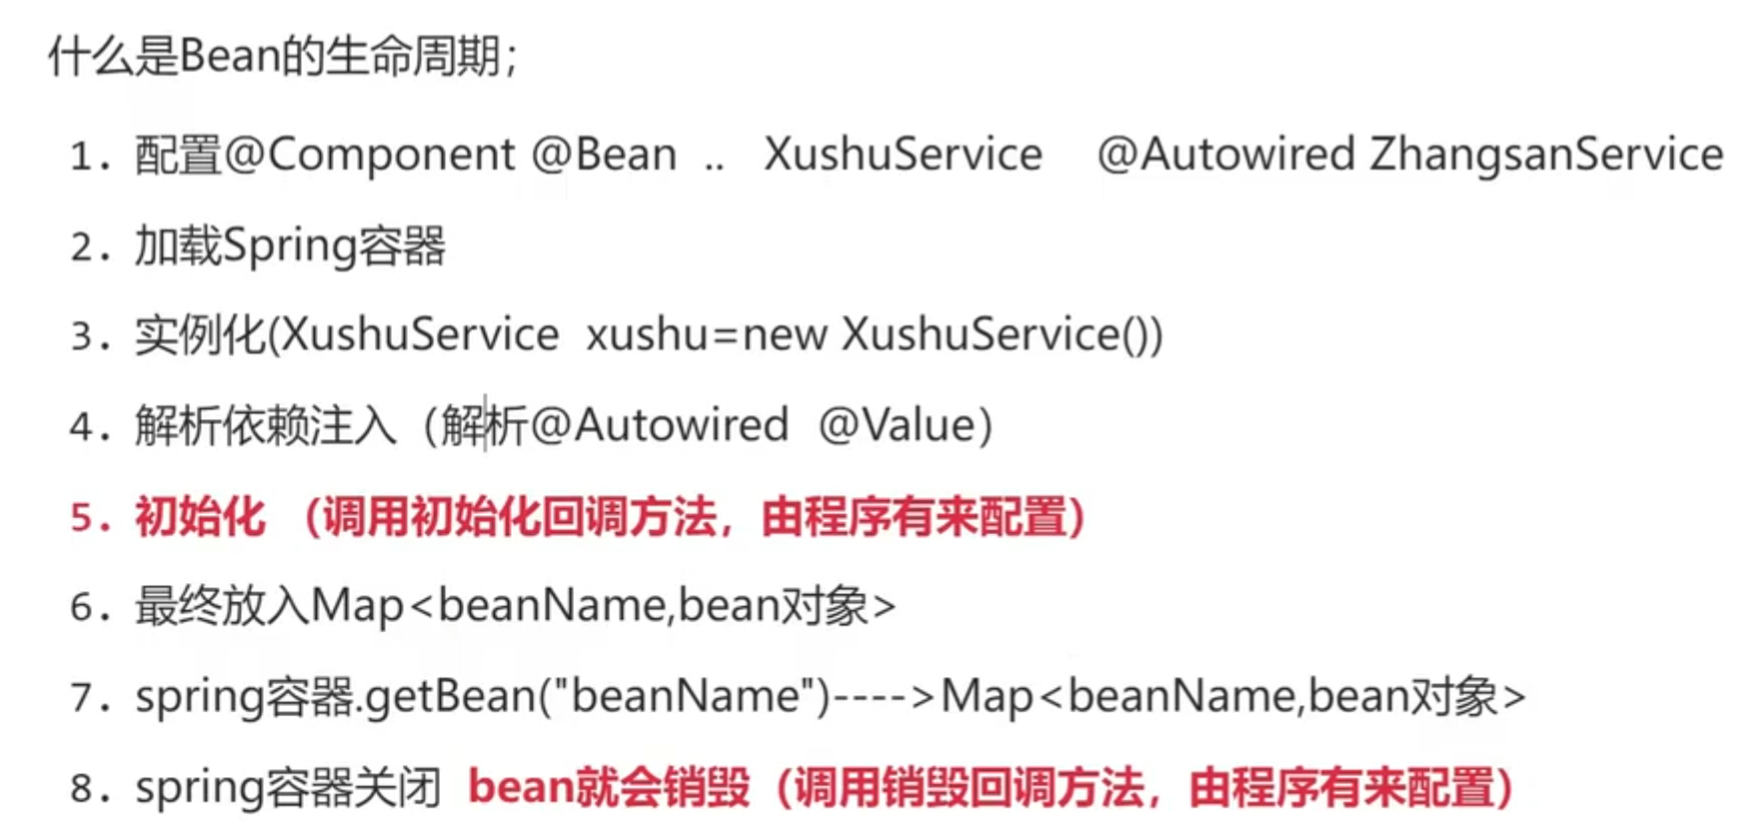 什么是Bean的生命周期；
1. 配置@Component @Bean .. XushuService @Autowired ZhangsanService
2. 加载Spring容器
3. 实例化(XushuService xushu=new XushuService())
4. 解析依赖注入（解析@Autowired @Value）
5. 初始化 （调用初始化回调方法，由程序有来配置）
6. 最终放入Map<beanName,bean对象>
7. spring容器.getBean("beanName")---->Map<beanName,bean对象>
8. spring容器关闭 bean就会销毁（调用销毁回调方法，由程序有来配置）